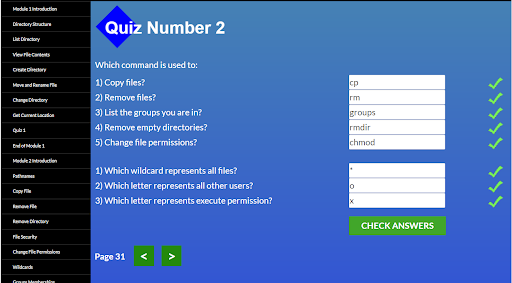 Module 1 Introduction
Directory Structure
List Directory
View File Contents
Create Directory
Move and Rename File
Change Directory
Get Current Location
Quiz 1
End of Module 1
Module 2 Introduction
Pathnames
Copy File
Remove File
Remove Directory
File Security
Change File Permissions
Wildcards
Groups Membership
Quiz Number 2
Which command is used to:
1) Copy files? cp
2) Remove files? rm
3) List the groups you are in? groups
4) Remove empty directories? rmdir
5) Change file permissions? chmod
1) Which wildcard represents all files? *
2) Which letter represents all other users? o
3) Which letter represents execute permission? x
CHECK ANSWERS
Page 31 < >